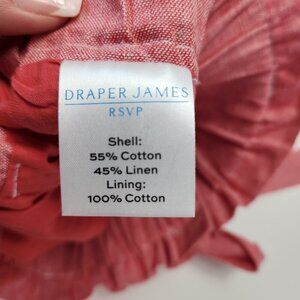 DRAPER JAMES
RSVP
Shell:
55% Cotton
45% Linen
Lining:
100% Cotton